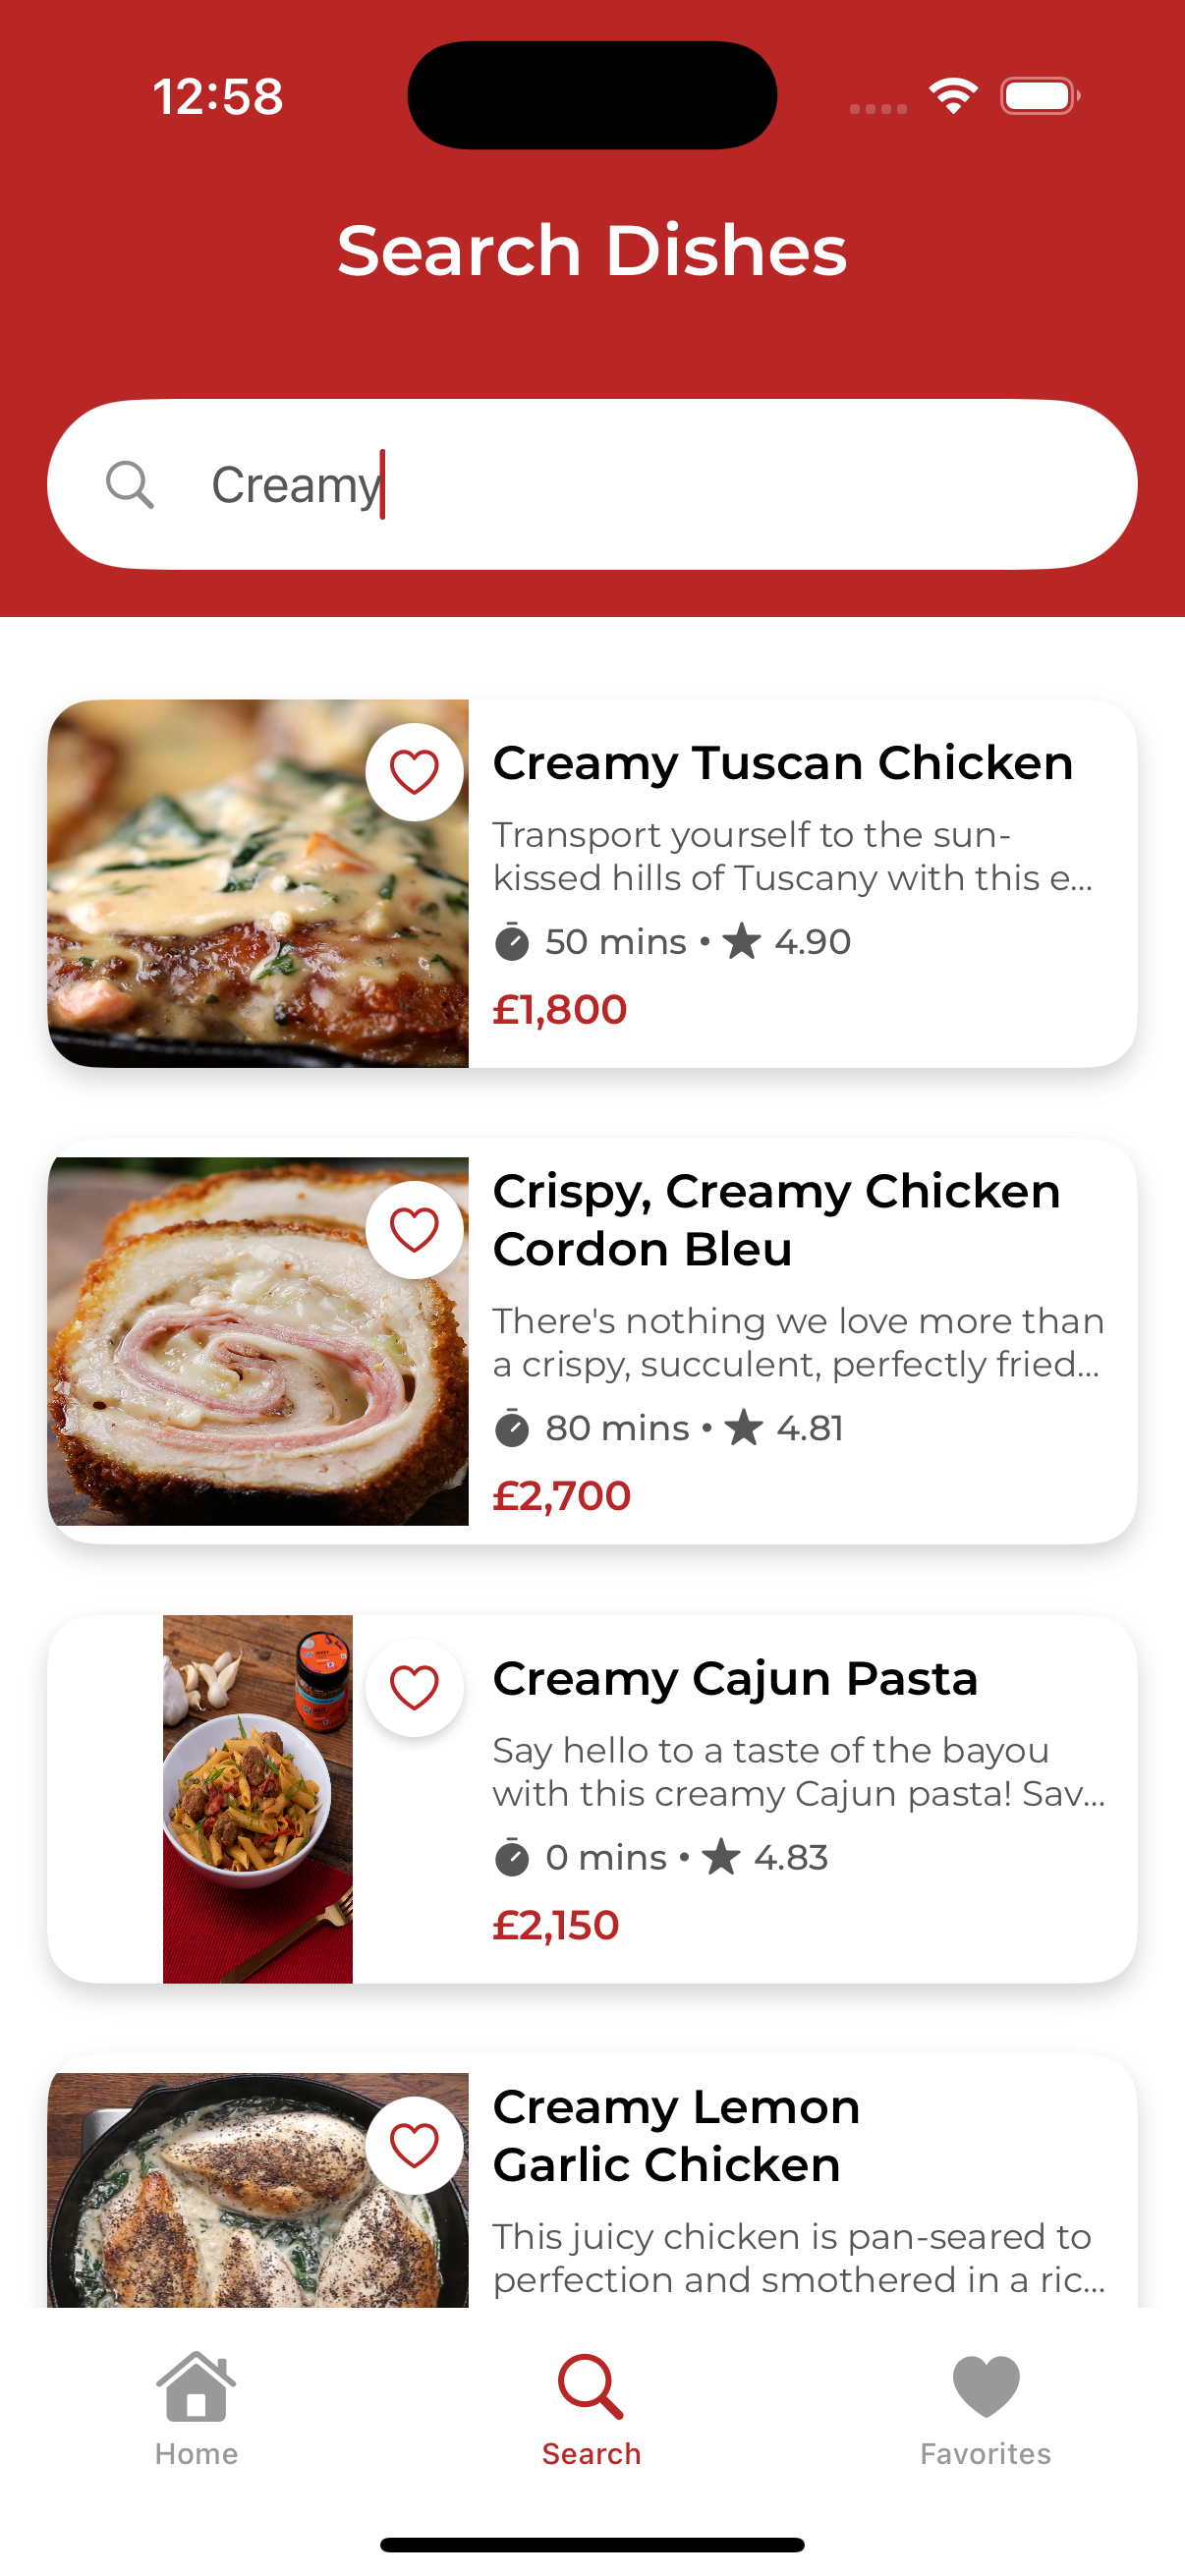 12:58
Search Dishes
Creamy
Creamy Tuscan Chicken
Transport yourself to the sun-
kissed hills of Tuscany with this e...
50 mins • ★ 4.90
£1,800
Crispy, Creamy Chicken
Cordon Bleu
There's nothing we love more than
a crispy, succulent, perfectly fried...
80 mins • ★ 4.81
£2,700
Creamy Cajun Pasta
Say hello to a taste of the bayou
with this creamy Cajun pasta! Sav...
0 mins • ★ 4.83
£2,150
Creamy Lemon
Garlic Chicken
This juicy chicken is pan-seared to
perfection and smothered in a ric...
Home
Search
Favorites